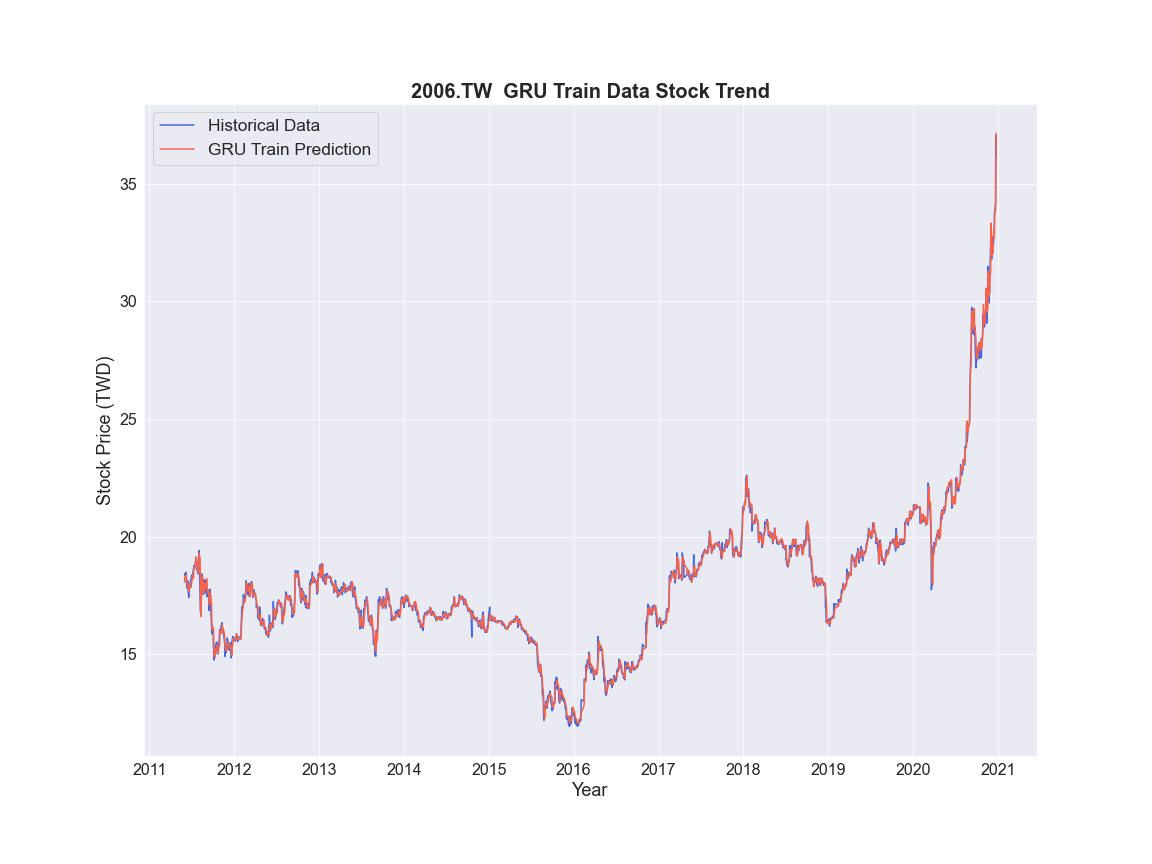 2006.TW  GRU Train Data Stock Trend
Historical Data
GRU Train Prediction
35
30
25
20
15
Stock Price (TWD)
2011 2012 2013 2014 2015 2016 2017 2018 2019 2020 2021
Year